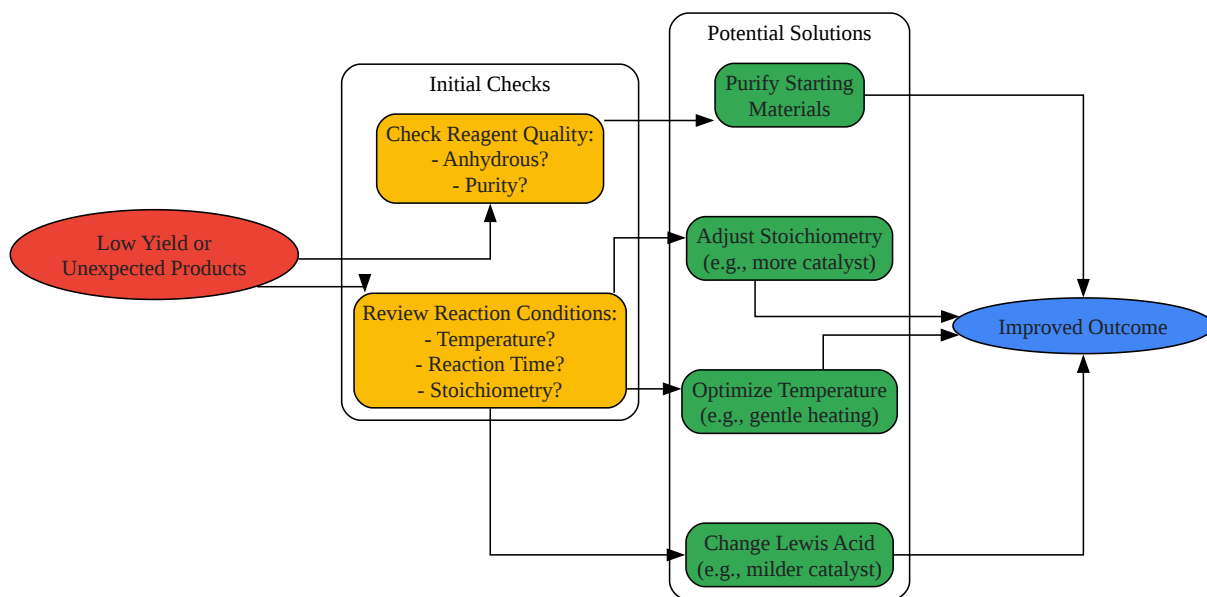 Low Yield or
Unexpected Products
Initial Checks
Check Reagent Quality:
- Anhydrous?
- Purity?
Review Reaction Conditions:
- Temperature?
- Reaction Time?
- Stoichiometry?
Potential Solutions
Purify Starting
Materials
Adjust Stoichiometry
(e.g., more catalyst)
Optimize Temperature
(e.g., gentle heating)
Change Lewis Acid
(e.g., milder catalyst)
Improved Outcome